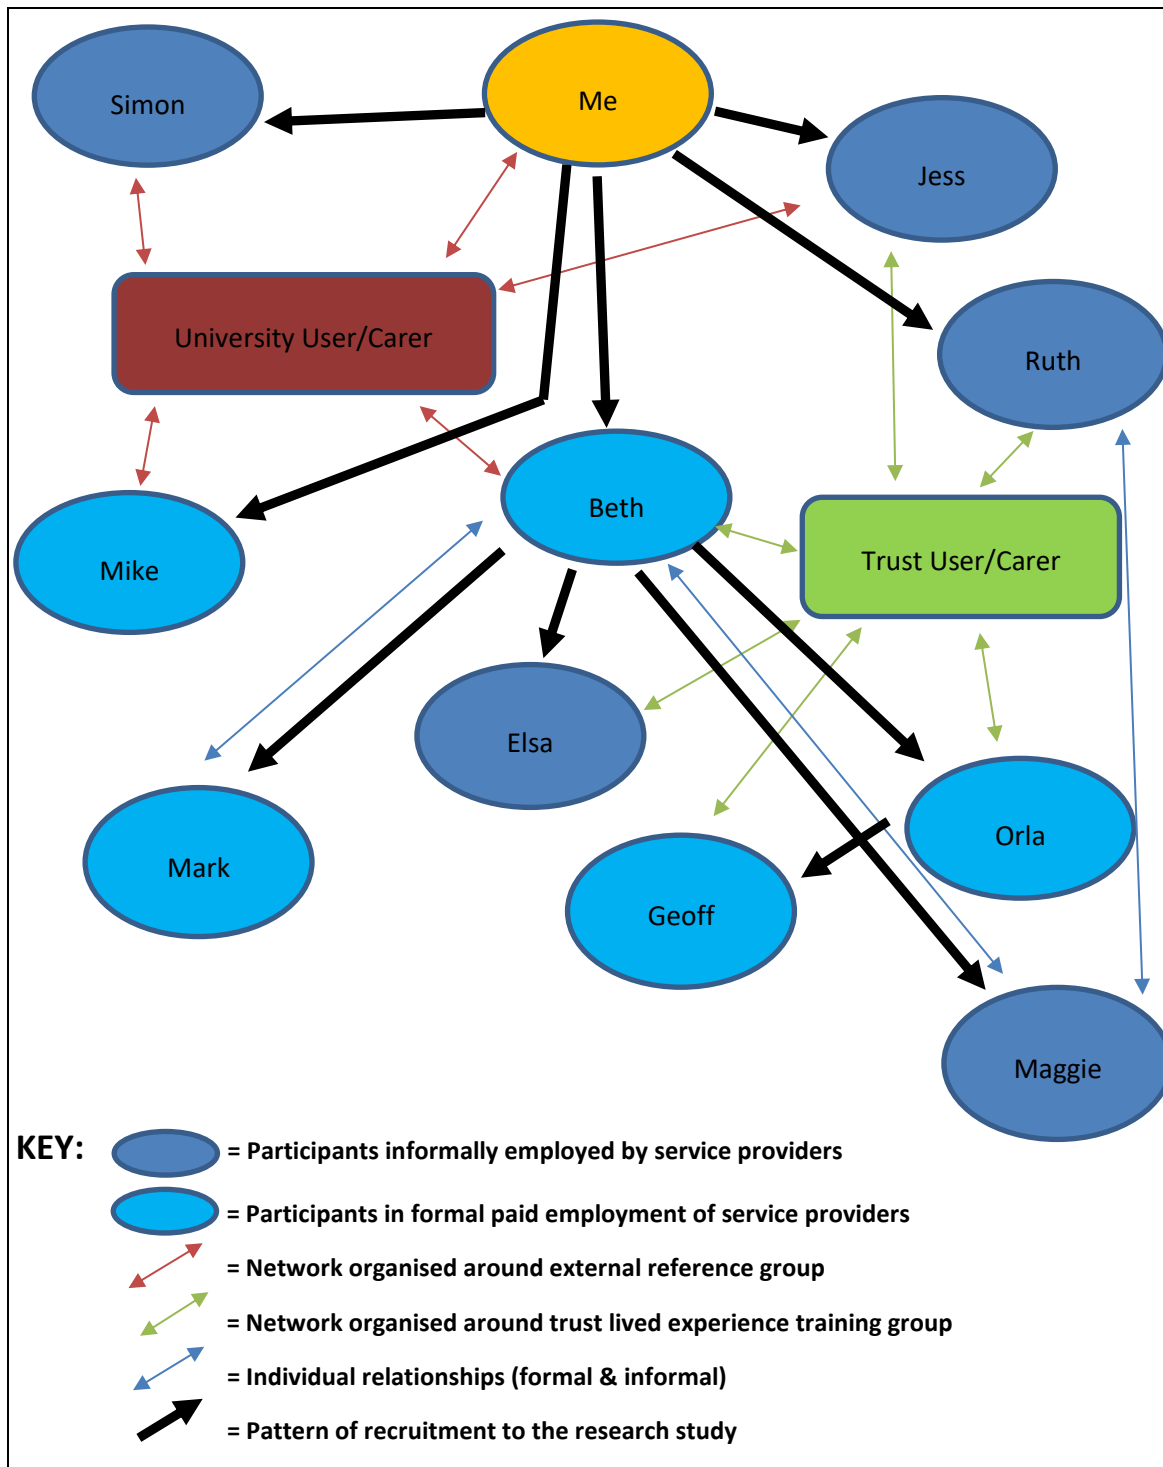 Me
Simon
Jess
University User/Carer
Ruth
Beth
Trust User/Carer
Mike
Elsa
Orla
Mark
Geoff
Maggie
KEY:
= Participants informally employed by service providers
= Participants in formal paid employment of service providers
= Network organised around external reference group
= Network organised around trust lived experience training group
= Individual relationships (formal & informal)
= Pattern of recruitment to the research study